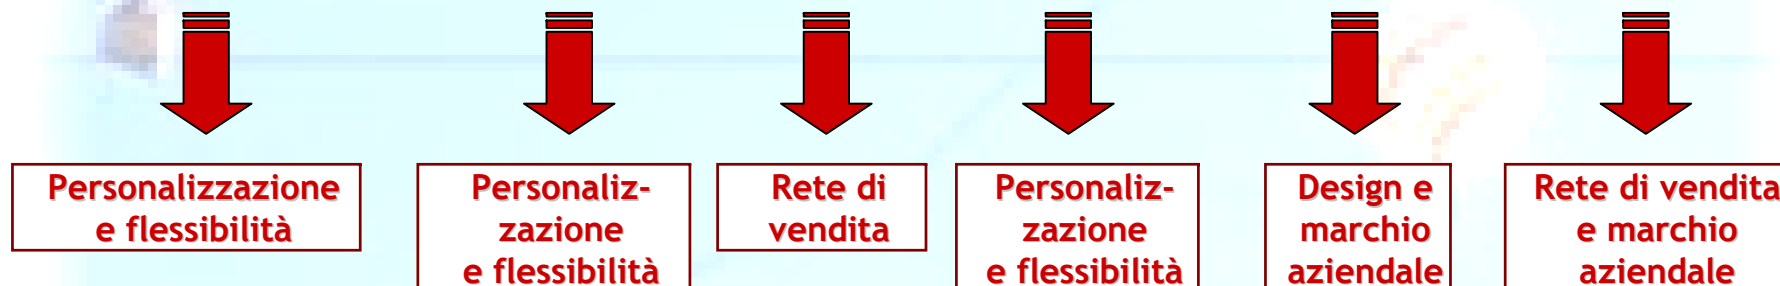 Personalizzazione
e flessibilità
Personaliz-
zazione
e flessibilità
Rete di
vendita
Personaliz-
zazione
e flessibilità
Design e
marchio
aziendale
Rete di vendita
e marchio
aziendale